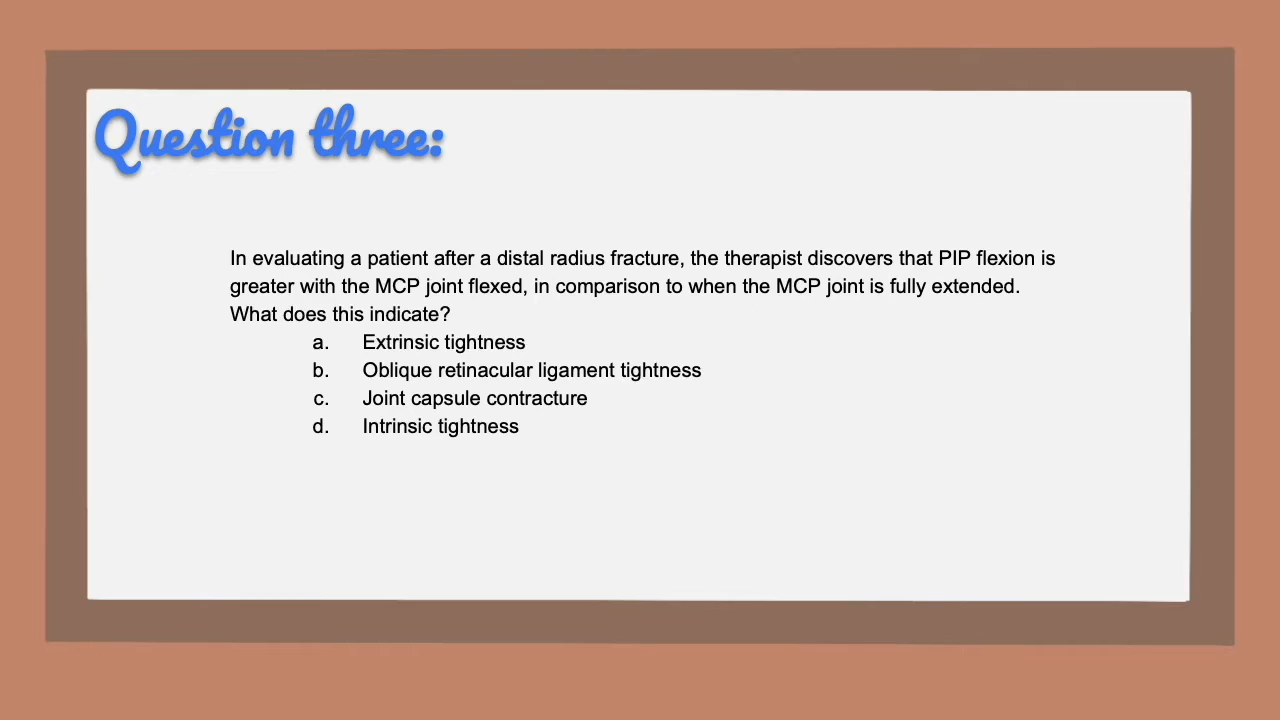 Question three:
In evaluating a patient after a distal radius fracture, the therapist discovers that PIP flexion is
greater with the MCP joint flexed, in comparison to when the MCP joint is fully extended.
What does this indicate?
a. Extrinsic tightness
b. Oblique retinacular ligament tightness
c. Joint capsule contracture
d. Intrinsic tightness